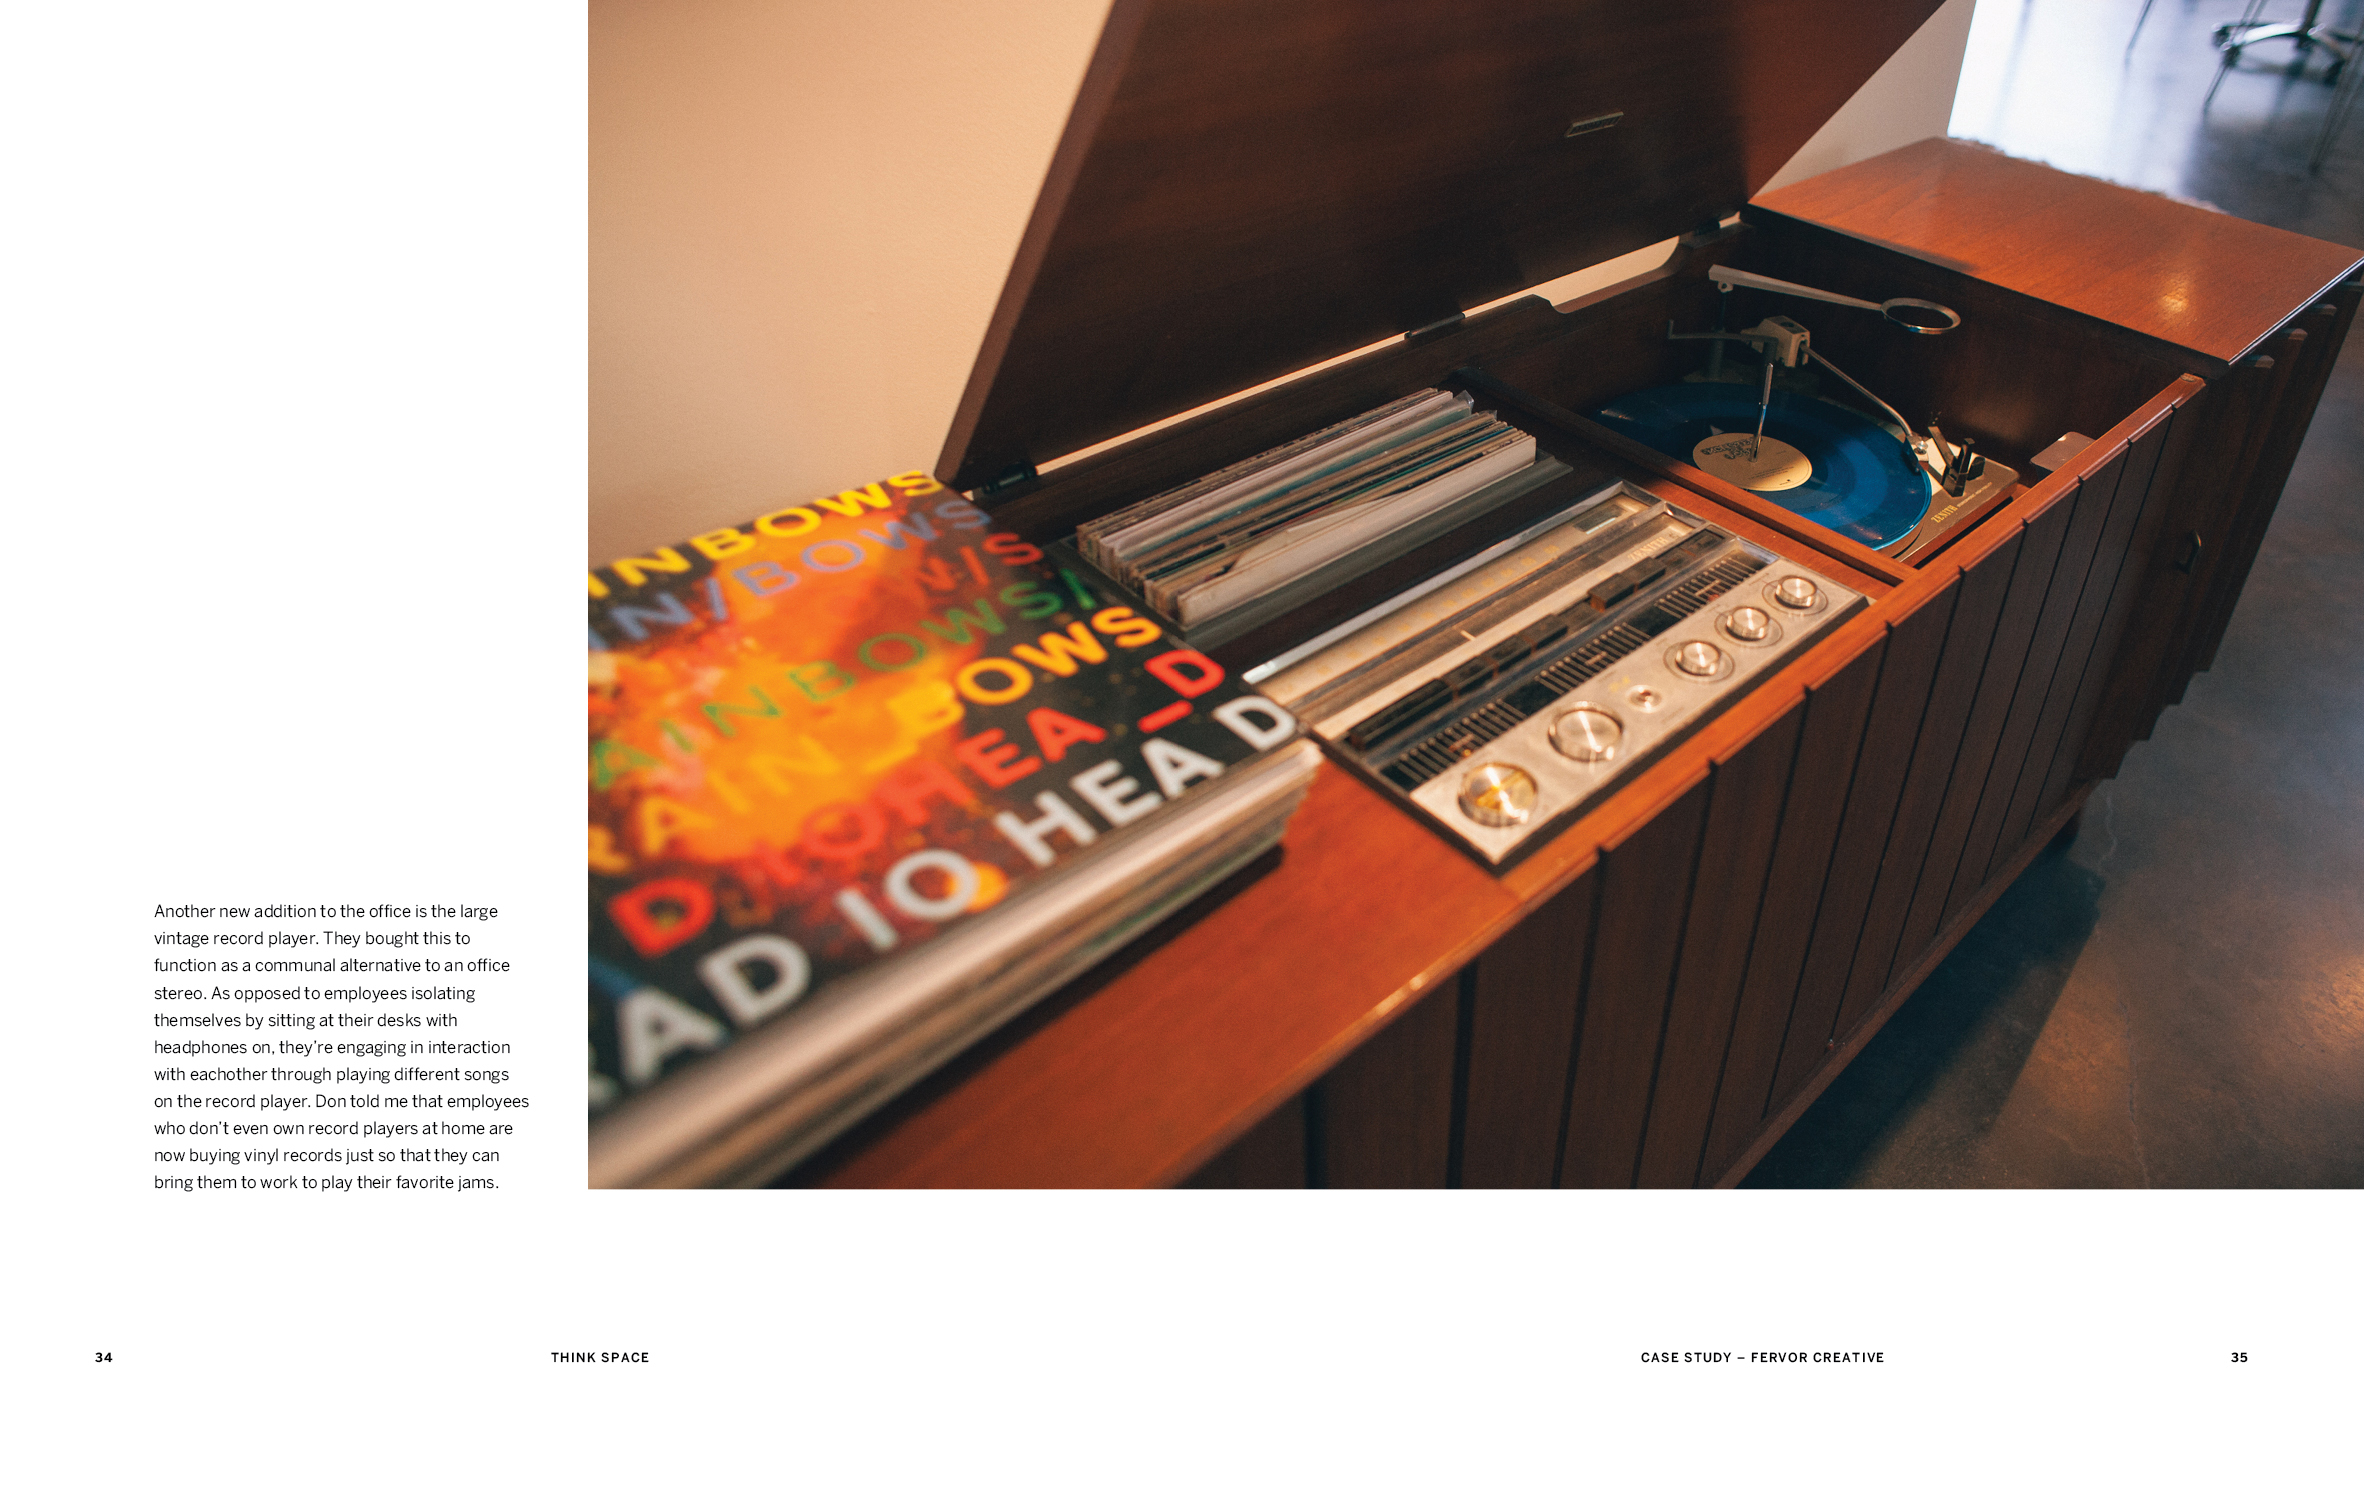 Another new addition to the office is the large
vintage record player. They bought this to
function as a communal alternative to an office
stereo. As opposed to employees isolating
themselves by sitting at their desks with
headphones on, they're engaging in interaction
with eachother through playing different songs
on the record player. Don told me that employees
who don't even own record players at home are
now buying vinyl records just so that they can
bring them to work to play their favorite jams.
INBOWS
IN/BOWS
W/S
AINBOWS/
RAIN_BOWS
D IOHEA_D
RAD IO HEA D
ZENITH
ZENITH
34
THINK SPACE
CASE STUDY – FERVOR CREATIVE
35